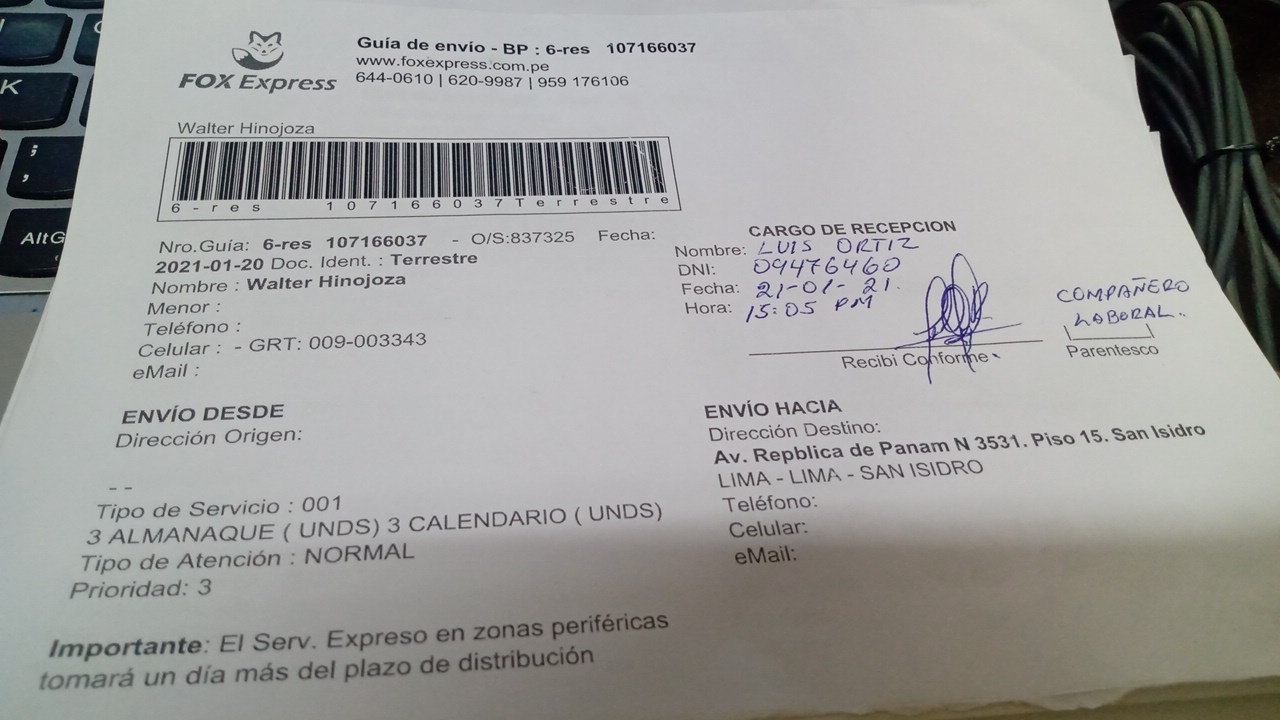 FOX Express
Guía de envío - BP : 6-res 107166037
www.foxexpress.com.pe
644-0610 | 620-9987 | 959 176106
Walter Hinojoza
6-res 107166037Terrestre
Nro.Guía: 6-res 107166037 - O/S:837325 Fecha:
2021-01-20 Doc. Ident. : Terrestre
Nombre : Walter Hinojoza
Menor :
Teléfono :
Celular : - GRT: 009-003343
eMail :
CARGO DE RECEPCION
Nombre: LUIS ORTIZ
DNI: 09476460
Fecha: 21-01-21.
Hora: 15:05 PM
COMPAÑERO
LABORAL.
Recibi Conforme
Parentesco
ENVÍO DESDE
Dirección Origen:
- -
Tipo de Servicio : 001
3 ALMANAQUE ( UNDS) 3 CALENDARIO ( UNDS)
Tipo de Atención : NORMAL
Prioridad: 3
ENVÍO HACIA
Dirección Destino:
Av. Repblica de Panam N 3531. Piso 15. San Isidro
LIMA - LIMA - SAN ISIDRO
Teléfono:
Celular:
eMail:
Importante: El Serv. Expreso en zonas periféricas
tomará un día más del plazo de distribución
K
;
,
AltG